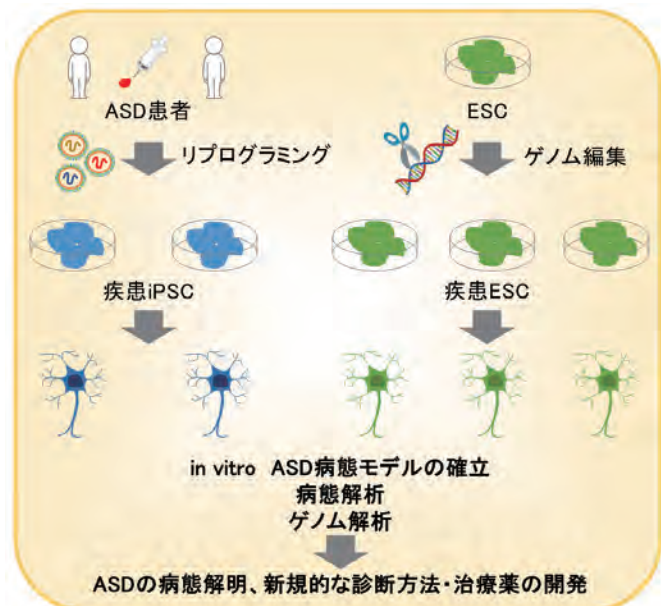 ASD患者
ESC
リプログラミング
ゲノム編集
疾患iPSC
疾患ESC
in vitro ASD病態モデルの確立
病態解析
ゲノム解析
ASDの病態解明、新規的な診断方法・治療薬の開発